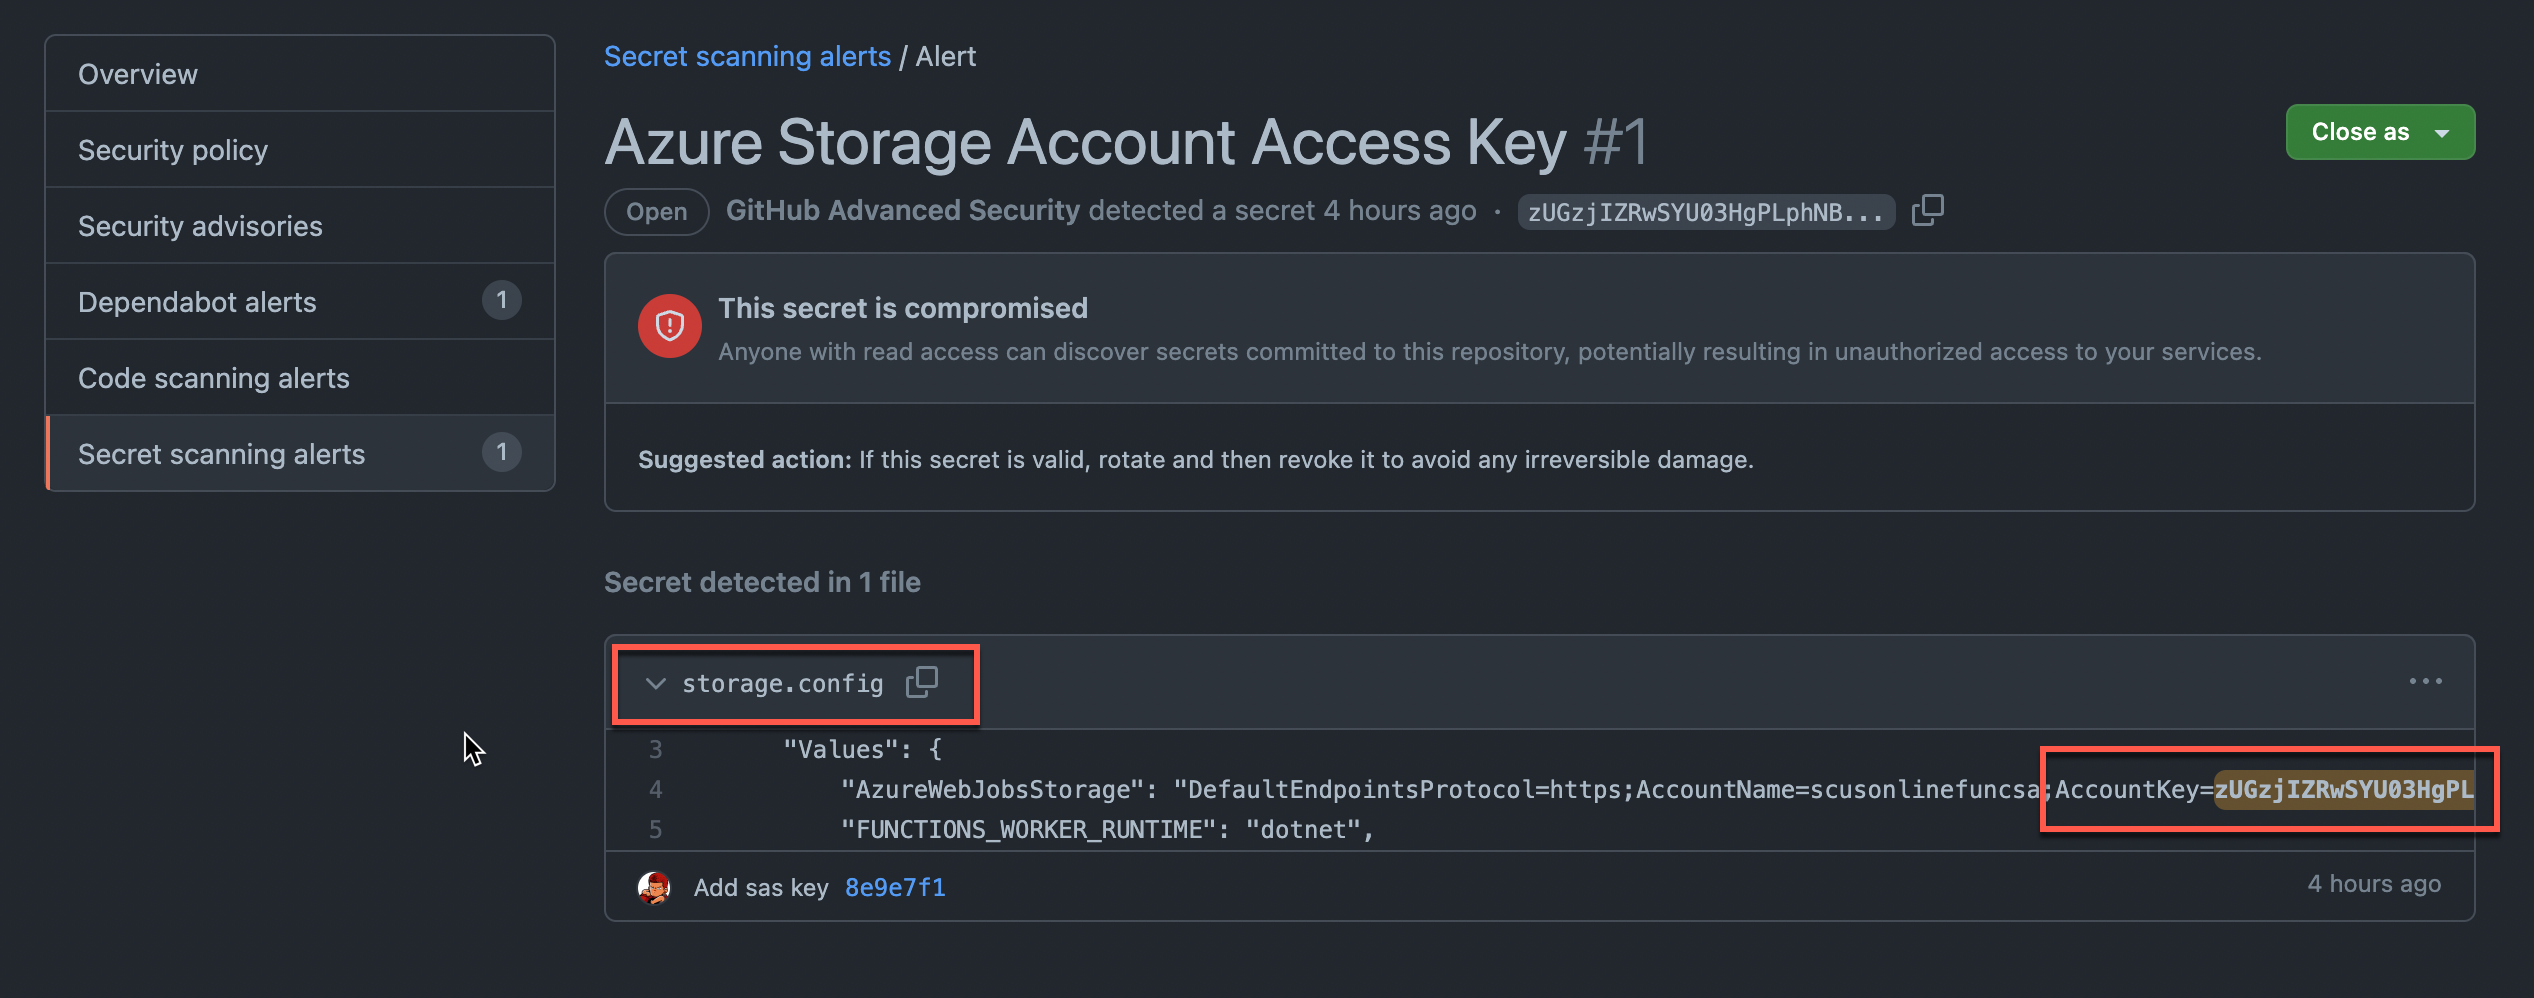 Overview
Security policy
Security advisories
Dependabot alerts 1
Code scanning alerts
Secret scanning alerts 1
Secret scanning alerts / Alert
Azure Storage Account Access Key #1
Close as
Open GitHub Advanced Security detected a secret 4 hours ago · zUGzjIZRwSYU03HgPLphNB...
This secret is compromised
Anyone with read access can discover secrets committed to this repository, potentially resulting in unauthorized access to your services.
Suggested action: If this secret is valid, rotate and then revoke it to avoid any irreversible damage.
Secret detected in 1 file
storage.config
3 "Values": {
4 "AzureWebJobsStorage": "DefaultEndpointsProtocol=https;AccountName=scusonlinefuncsa;AccountKey=zUGzjIZRwSYU03HgPL
5 "FUNCTIONS_WORKER_RUNTIME": "dotnet",
Add sas key 8e9e7f1
4 hours ago